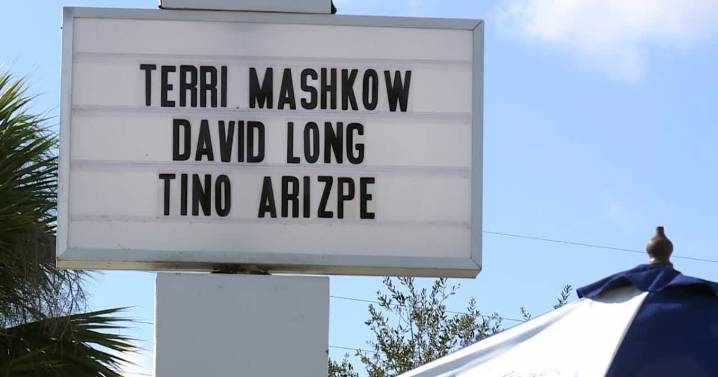 TERRI MASHKOW
DAVID LONG
TINO ARIZPE